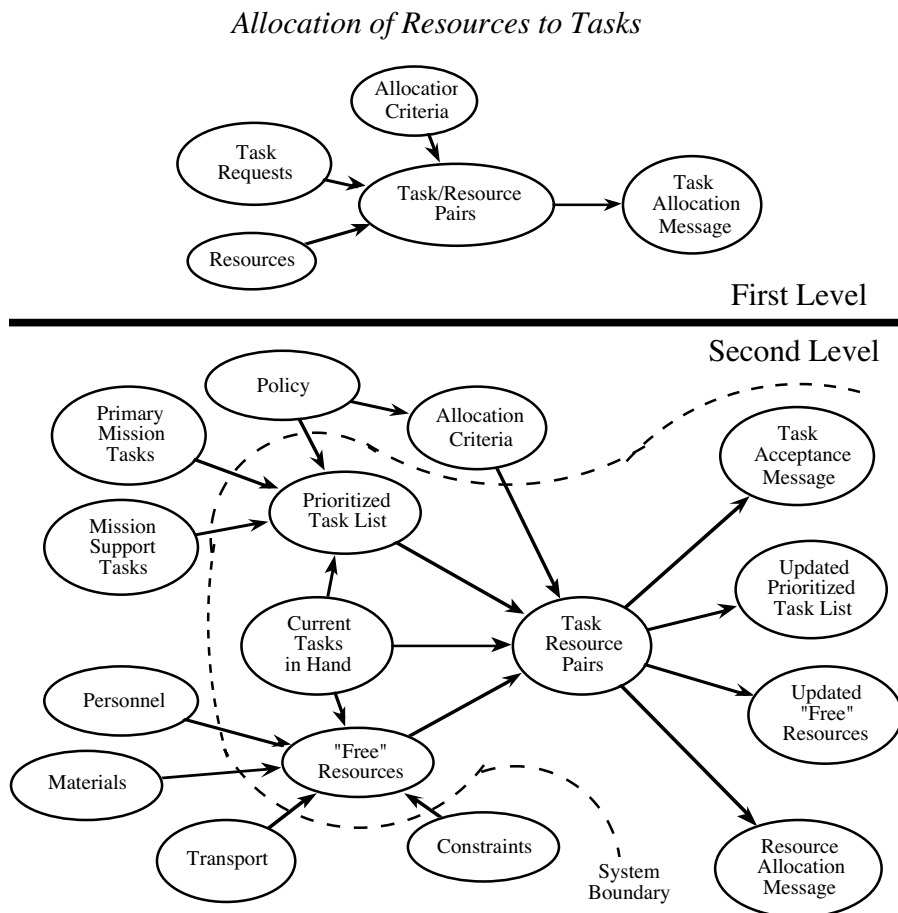 Allocation of Resources to Tasks
Allocation
Criteria
Task
Requests
Task/Resource
Pairs
Task
Allocation
Message
Resources
First Level
Second Level
Policy
Primary
Mission
Tasks
Allocation
Criteria
Task
Acceptance
Message
Prioritized
Task List
Mission
Support
Tasks
Updated
Prioritized
Task List
Current
Tasks
in Hand
Task
Resource
Pairs
Personnel
Updated
"Free"
Resources
"Free"
Resources
Materials
Transport
Constraints
System
Boundary
Resource
Allocation
Message